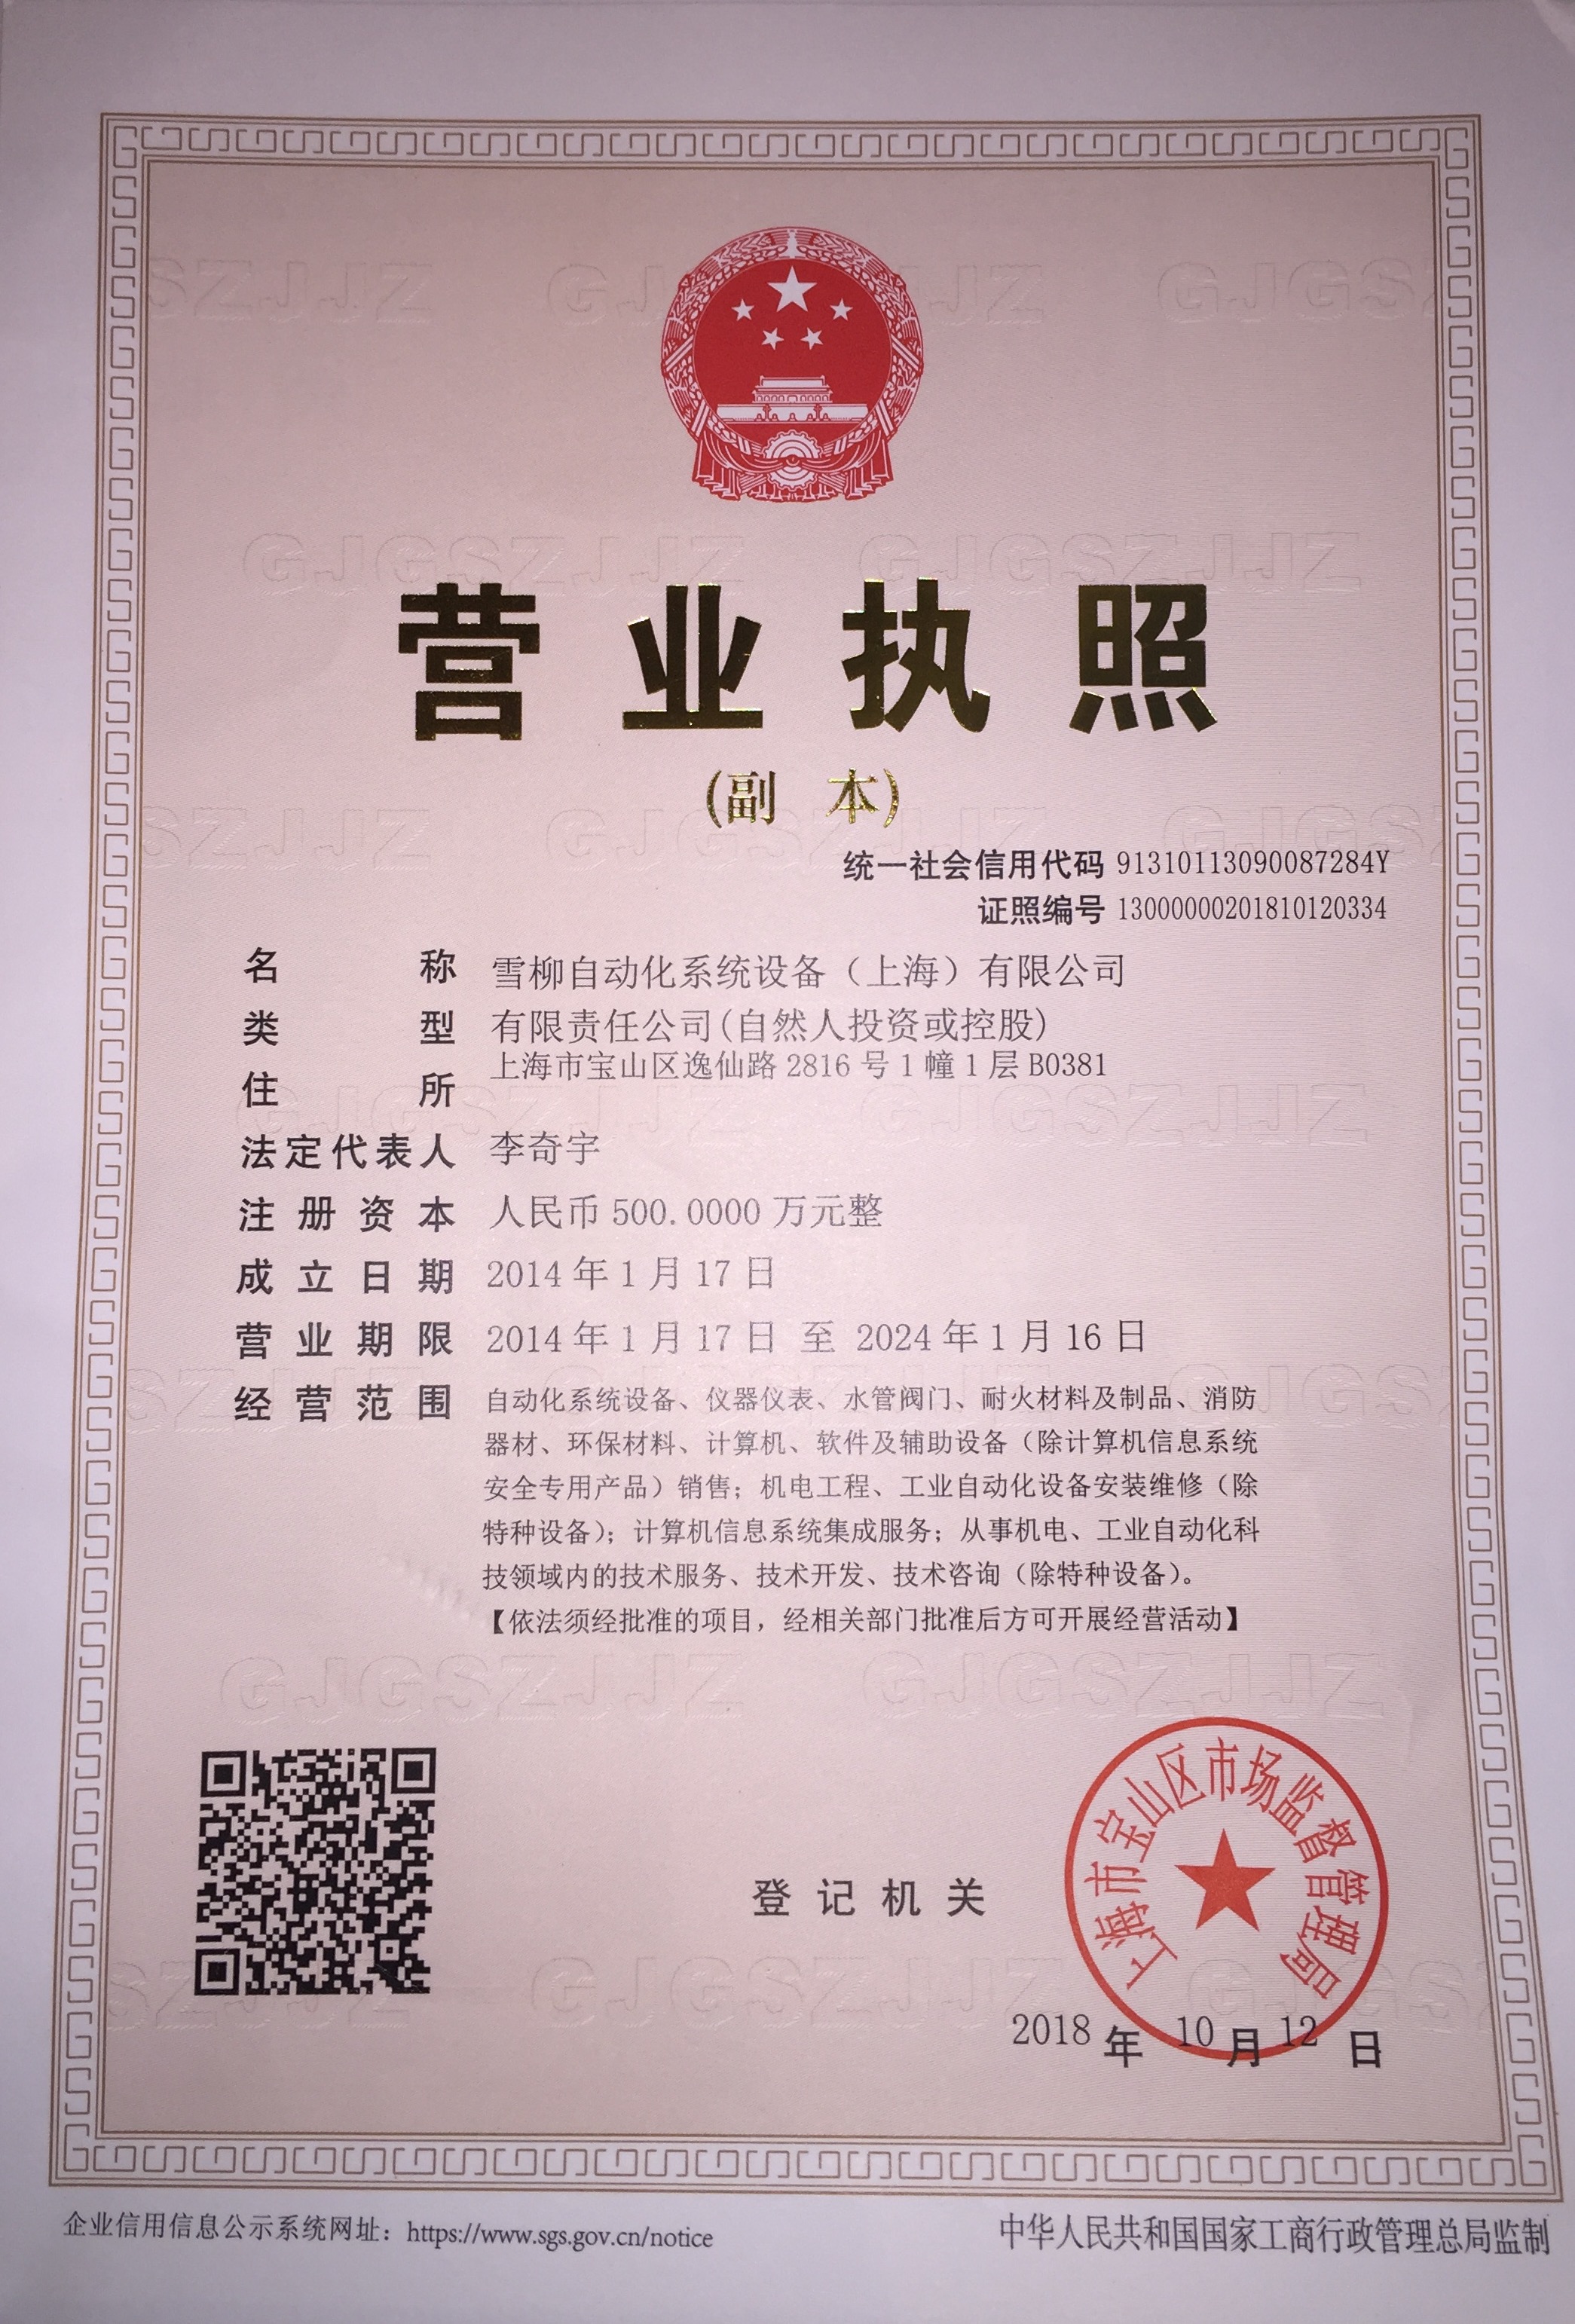 营业执照
(副 本)
统一社会信用代码 91310113090087284Y
证照编号 13000000201810120334
名 称 雪柳自动化系统设备（上海）有限公司
类 型 有限责任公司(自然人投资或控股)
住 所 上海市宝山区逸仙路 2816 号 1 幢 1 层 B0381
法定代表人 李奇宇
注册资本 人民币 500.0000 万元整
成立日期 2014 年 1 月 17 日
营业期限 2014 年 1 月 17 日 至 2024 年 1 月 16 日
经营范围 自动化系统设备、仪器仪表、水管阀门、耐火材料及制品、消防
器材、环保材料、计算机、软件及辅助设备（除计算机信息系统
安全专用产品）销售；机电工程、工业自动化设备安装维修（除
特种设备）；计算机信息系统集成服务；从事机电、工业自动化科
技领域内的技术服务、技术开发、技术咨询（除特种设备）。
【依法须经批准的项目，经相关部门批准后方可开展经营活动】
登记机关
上海市宝山区市场监督管理局
2018 年 10 月 12 日
企业信用信息公示系统网址：https://www.sgs.gov.cn/notice
中华人民共和国国家工商行政管理总局监制
GJGSZJJZ